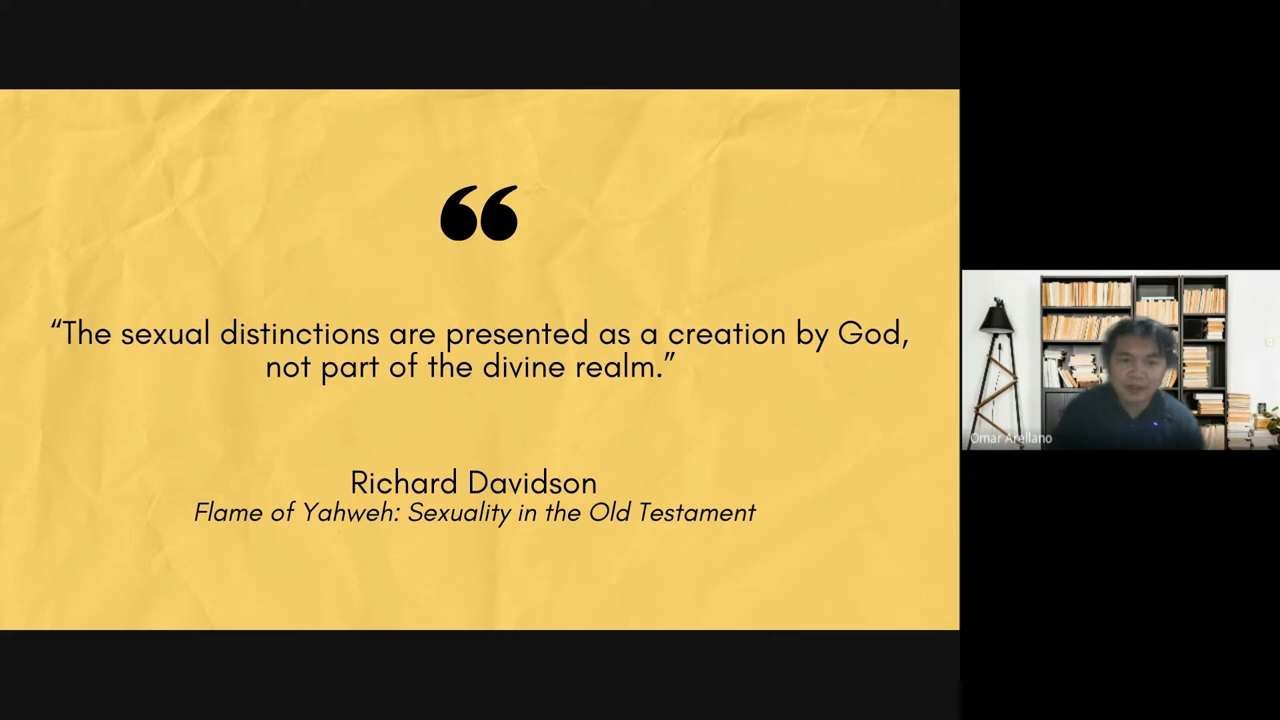 ❝
“The sexual distinctions are presented as a creation by God,
not part of the divine realm.”
Richard Davidson
Flame of Yahweh: Sexuality in the Old Testament
Omar Arellano